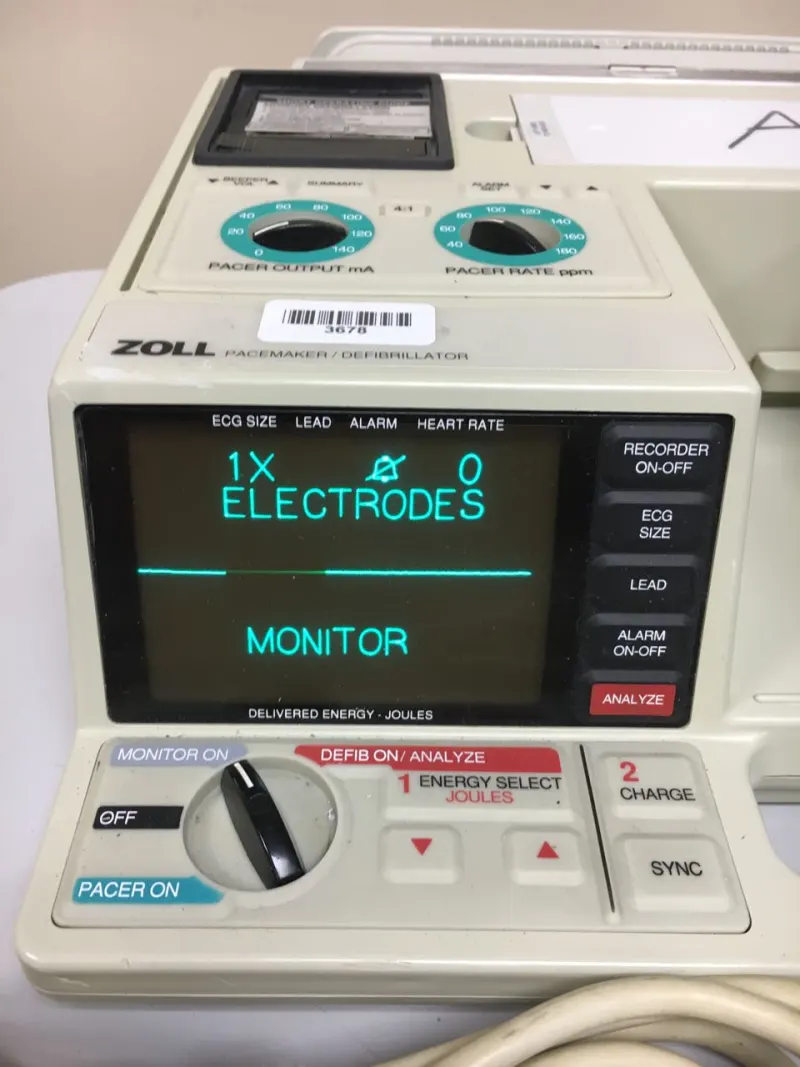 A
BEEPER VOL
SUMMARY
4:1
ALARM SET
0 20 40 60 80 100 120 140
PACER OUTPUT mA
40 60 80 100 120 140 160 180
PACER RATE ppm
3678
ZOLL PACEMAKER / DEFIBRILLATOR
ECG SIZE LEAD ALARM HEART RATE
1X 0
ELECTRODES
MONITOR
DELIVERED ENERGY - JOULES
RECORDER
ON-OFF
ECG
SIZE
LEAD
ALARM
ON-OFF
ANALYZE
MONITOR ON
OFF
PACER ON
DEFIB ON/ ANALYZE
1 ENERGY SELECT
JOULES
2
CHARGE
SYNC